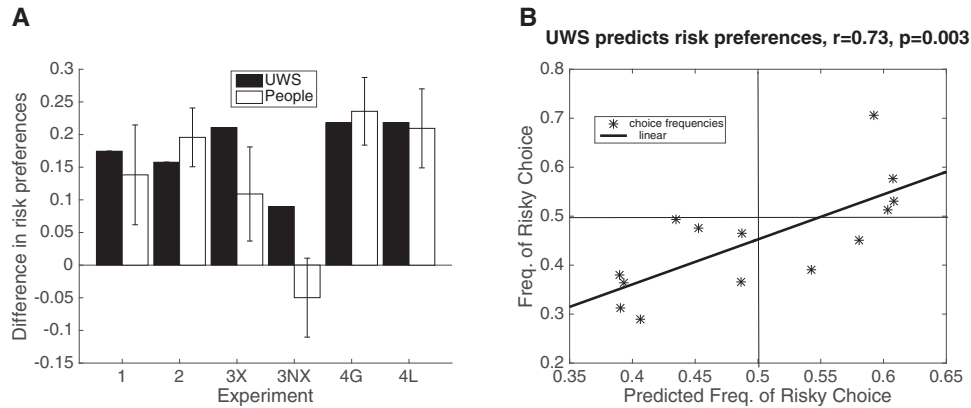 A
Difference in risk preferences
0.3
0.25
0.2
0.15
0.1
0.05
0
-0.05
-0.1
-0.15
UWS
People
1 2 3X 3NX 4G 4L
Experiment
B
UWS predicts risk preferences, r=0.73, p=0.003
Freq. of Risky Choice
0.8
0.7
0.6
0.5
0.4
0.3
0.2
choice frequencies
linear
0.35 0.4 0.45 0.5 0.55 0.6 0.65
Predicted Freq. of Risky Choice